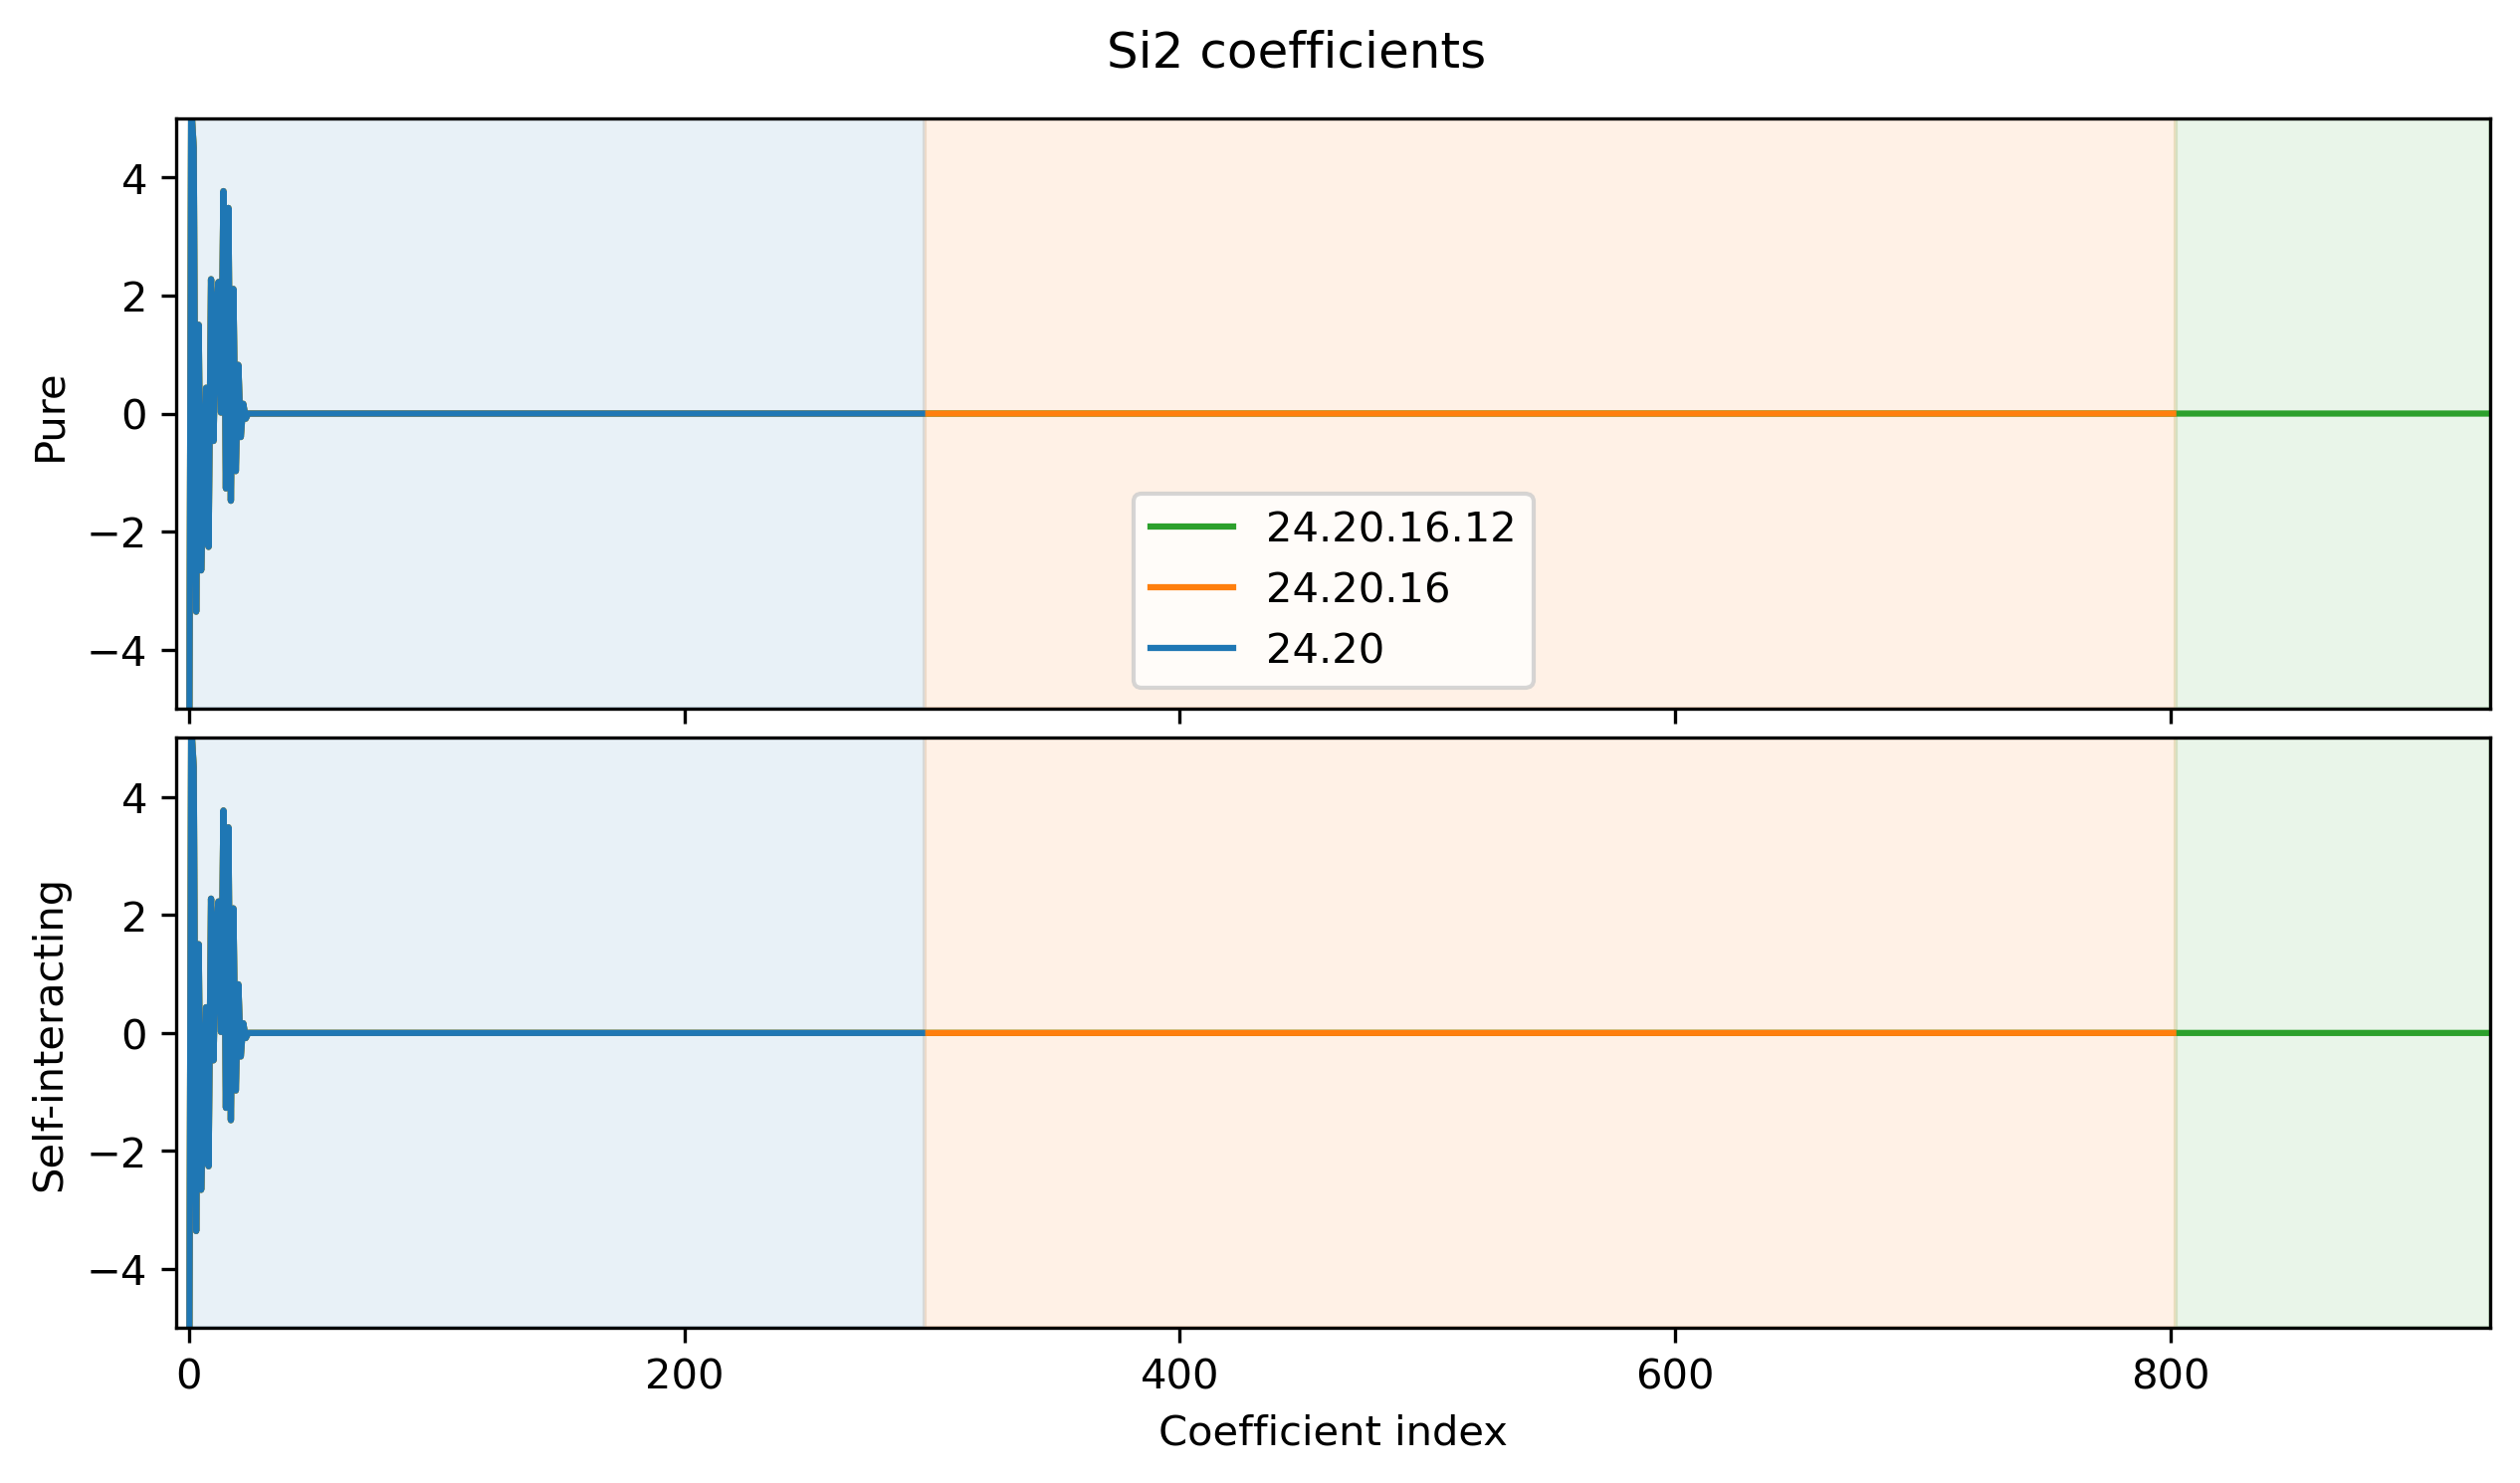 Si2 coefficients
4
2
0
−2
−4
Pure
24.20.16.12
24.20.16
24.20
4
2
0
−2
−4
Self-interacting
0 200 400 600 800
Coefficient index